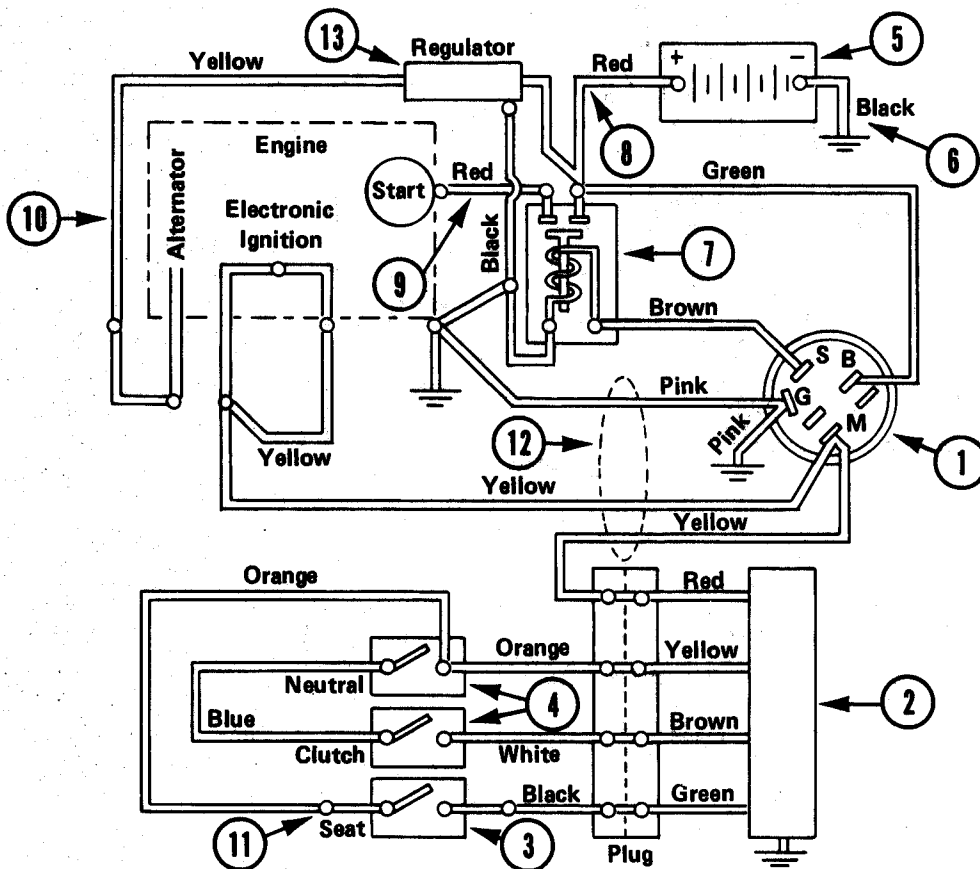 13
Regulator
5
Yellow
Red
+
−
8
Black
6
Engine
Start
Red
Green
10
Alternator
Electronic
Ignition
9
Black
7
Brown
S
B
G
M
Pink
Pink
12
1
Yellow
Yellow
Yellow
Orange
Red
Neutral
Orange
Yellow
4
2
Blue
Clutch
White
Brown
11
Seat
3
Black
Green
Plug